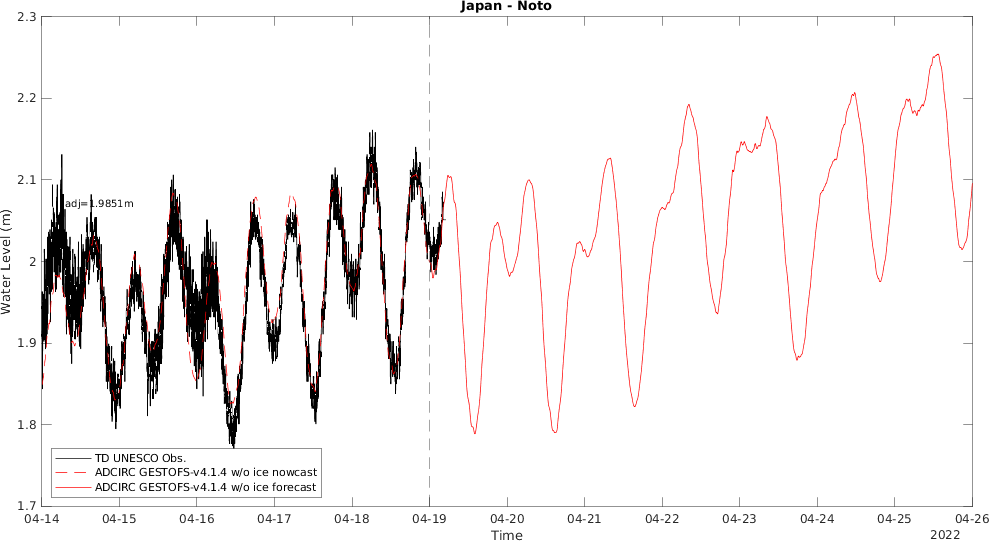 Japan - Noto
2.3
2.2
2.1
2
1.9
1.8
1.7
Water Level (m)
adj=1.9851m
TD UNESCO Obs.
ADCIRC GESTOFS-v4.1.4 w/o ice nowcast
ADCIRC GESTOFS-v4.1.4 w/o ice forecast
04-14 04-15 04-16 04-17 04-18 04-19 04-20 04-21 04-22 04-23 04-24 04-25 04-26
Time
2022